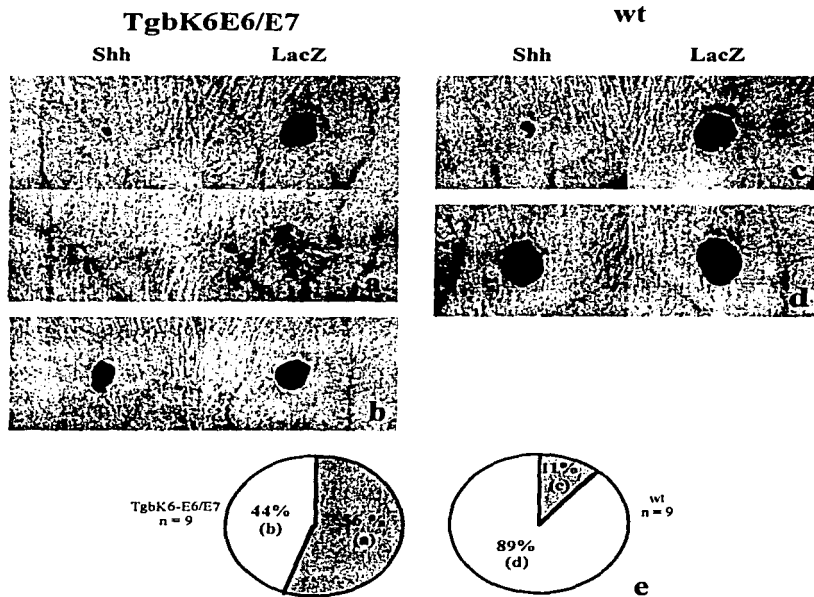 TgbK6E6/E7
wt
Shh LacZ
Shh LacZ
a
b
c
d
TgbK6-E6/E7
n = 9
44%
(b)
(a)
11%
(c)
89%
(d)
wt
n = 9
e